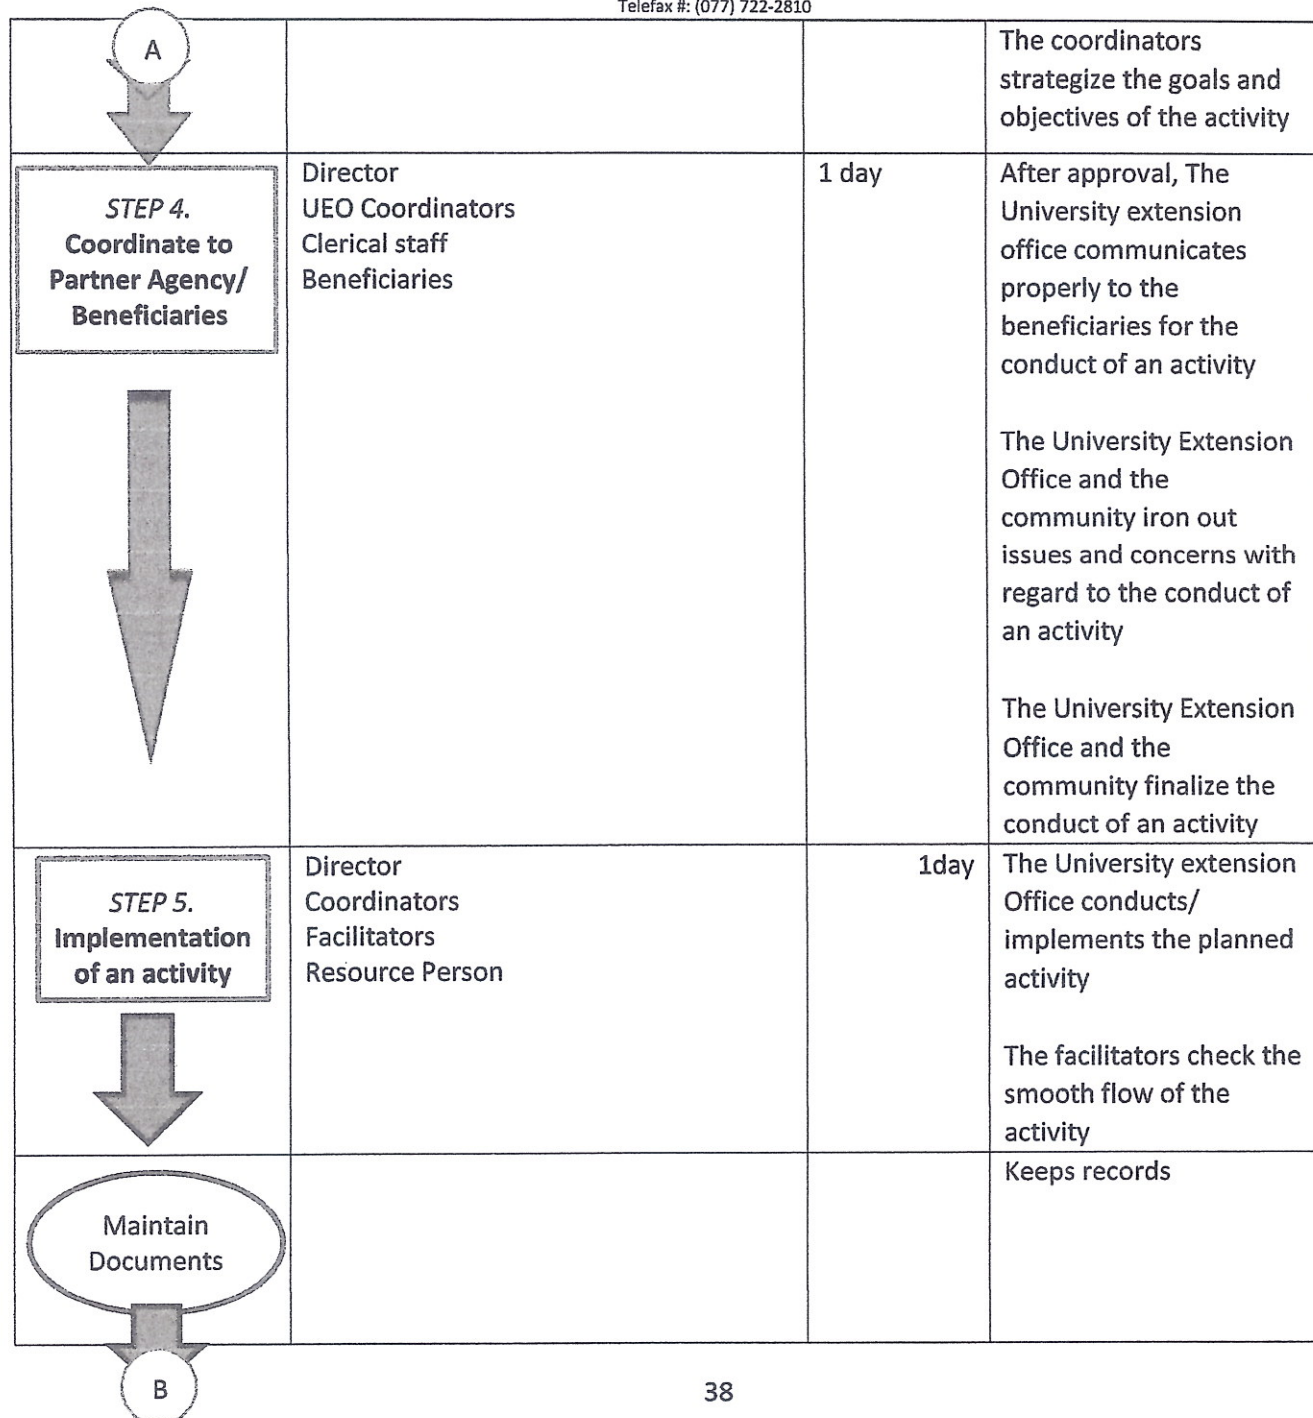 Telefax #: (077) 722-2810
A
The coordinators
strategize the goals and
objectives of the activity
STEP 4.
Coordinate to
Partner Agency/
Beneficiaries
Director
UEO Coordinators
Clerical staff
Beneficiaries
1 day
After approval, The
University extension
office communicates
properly to the
beneficiaries for the
conduct of an activity
The University Extension
Office and the
community iron out
issues and concerns with
regard to the conduct of
an activity
The University Extension
Office and the
community finalize the
conduct of an activity
STEP 5.
Implementation
of an activity
Director
Coordinators
Facilitators
Resource Person
1day
The University extension
Office conducts/
implements the planned
activity
The facilitators check the
smooth flow of the
activity
Maintain
Documents
Keeps records
B
38